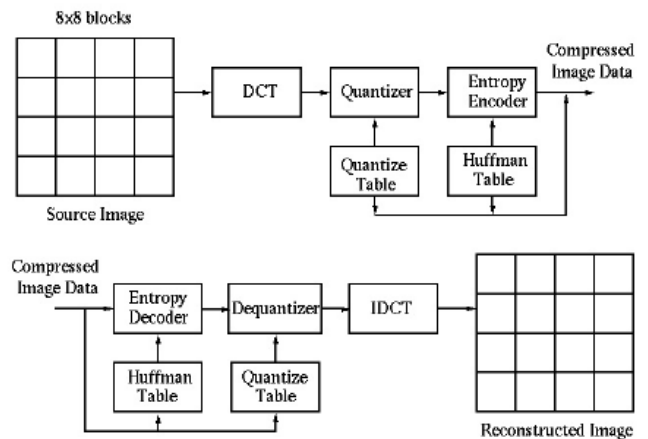 8x8 blocks
Compressed
Image Data
DCT
Quantizer
Entropy
Encoder
Quantize
Table
Huffman
Table
Source Image
Compressed
Image Data
Entropy
Decoder
Dequantizer
IDCT
Huffman
Table
Quantize
Table
Reconstructed Image